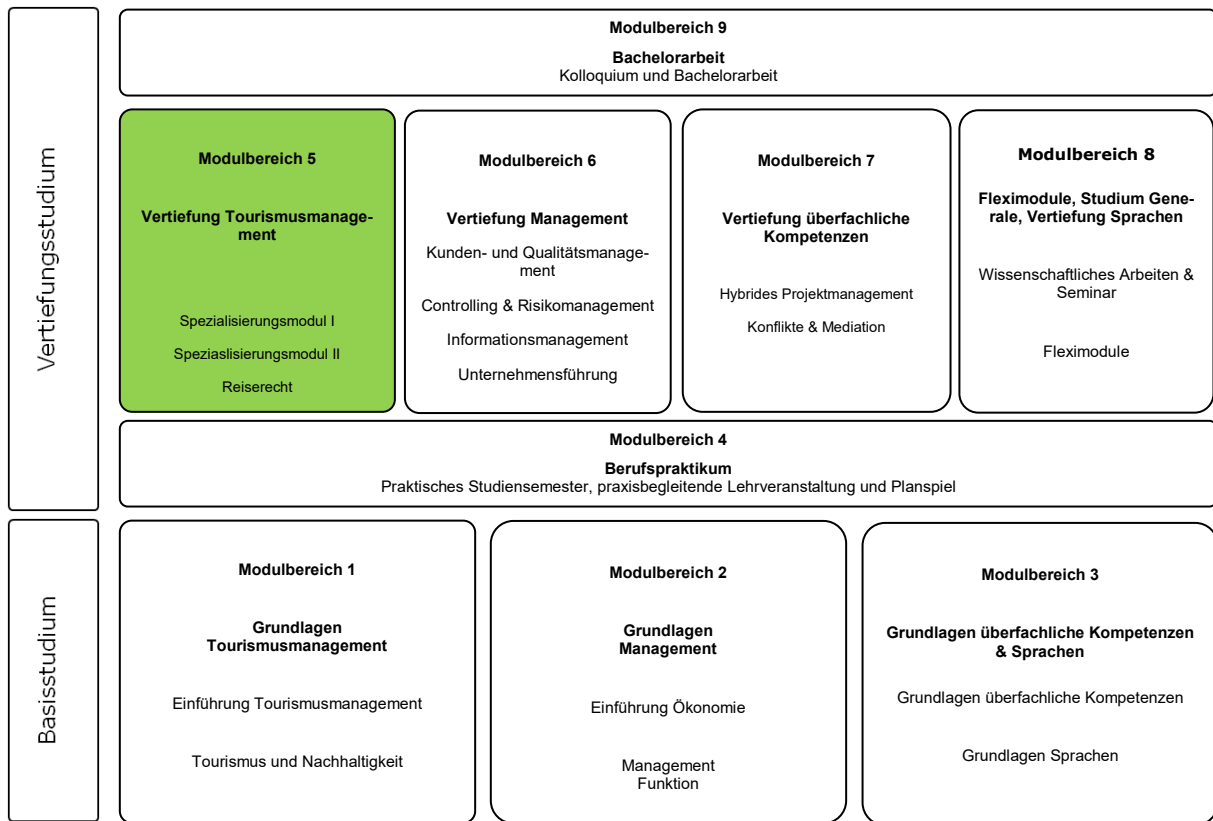 Vertiefungsstudium
Modulbereich 9
Bachelorarbeit
Kolloquium und Bachelorarbeit
Modulbereich 5
Vertiefung Tourismusmanage-
ment
Spezialisierungsmodul I
Speziaslisierungsmodul II
Reiserecht
Modulbereich 6
Vertiefung Management
Kunden- und Qualitätsmanage-
ment
Controlling & Risikomanagement
Informationsmanagement
Unternehmensführung
Modulbereich 7
Vertiefung überfachliche
Kompetenzen
Hybrides Projektmanagement
Konflikte & Mediation
Modulbereich 8
Fleximodule, Studium Gene-
rale, Vertiefung Sprachen
Wissenschaftliches Arbeiten &
Seminar
Fleximodule
Modulbereich 4
Berufspraktikum
Praktisches Studiensemester, praxisbegleitende Lehrveranstaltung und Planspiel
Basisstudium
Modulbereich 1
Grundlagen
Tourismusmanagement
Einführung Tourismusmanagement
Tourismus und Nachhaltigkeit
Modulbereich 2
Grundlagen
Management
Einführung Ökonomie
Management
Funktion
Modulbereich 3
Grundlagen überfachliche Kompetenzen
& Sprachen
Grundlagen überfachliche Kompetenzen
Grundlagen Sprachen